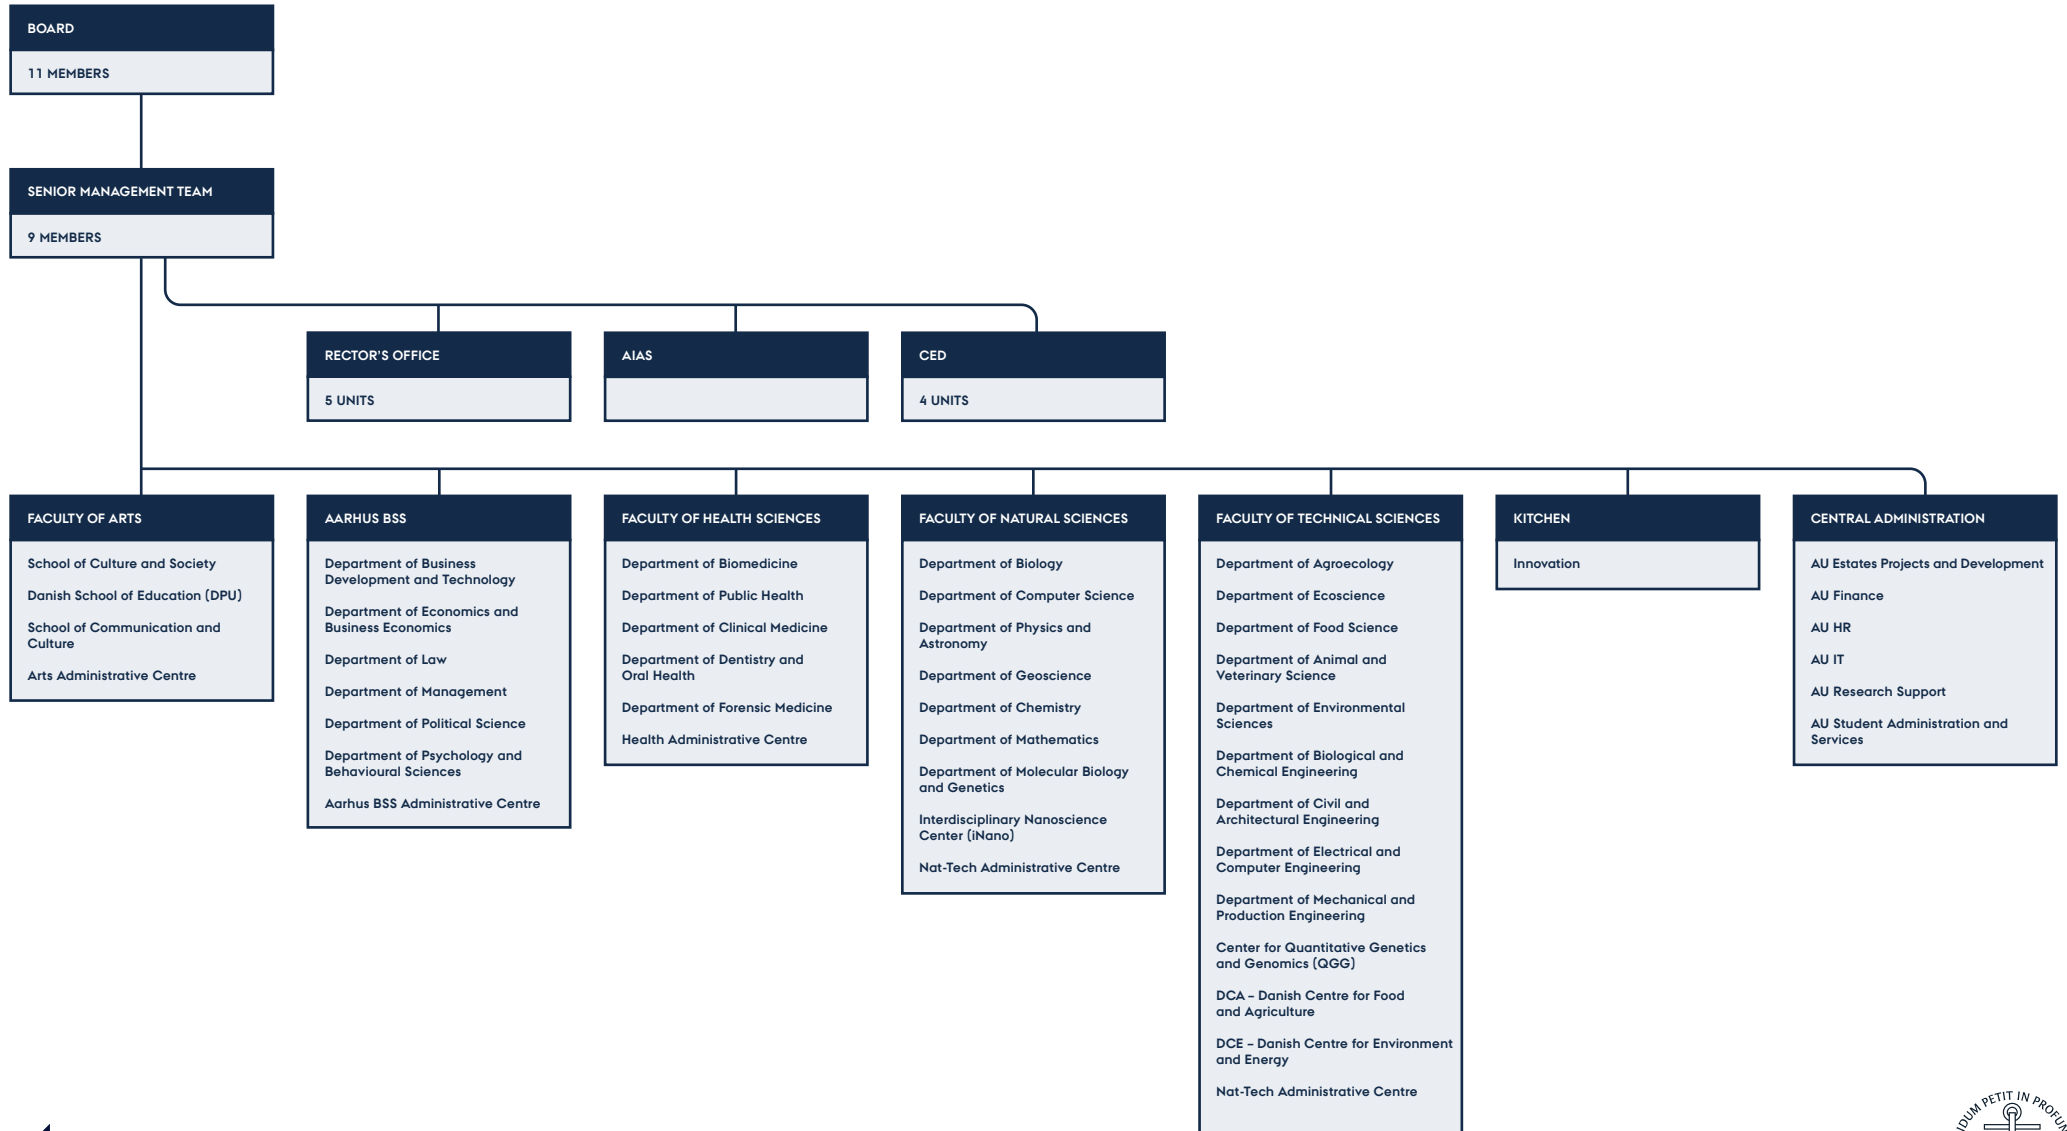 BOARD
11 MEMBERS
SENIOR MANAGEMENT TEAM
9 MEMBERS
RECTOR'S OFFICE
5 UNITS
AIAS
CED
4 UNITS
FACULTY OF ARTS
School of Culture and Society
Danish School of Education (DPU)
School of Communication and
Culture
Arts Administrative Centre
AARHUS BSS
Department of Business
Development and Technology
Department of Economics and
Business Economics
Department of Law
Department of Management
Department of Political Science
Department of Psychology and
Behavioural Sciences
Aarhus BSS Administrative Centre
FACULTY OF HEALTH SCIENCES
Department of Biomedicine
Department of Public Health
Department of Clinical Medicine
Department of Dentistry and
Oral Health
Department of Forensic Medicine
Health Administrative Centre
FACULTY OF NATURAL SCIENCES
Department of Biology
Department of Computer Science
Department of Physics and
Astronomy
Department of Geoscience
Department of Chemistry
Department of Mathematics
Department of Molecular Biology
and Genetics
Interdisciplinary Nanoscience
Center (iNano)
Nat-Tech Administrative Centre
FACULTY OF TECHNICAL SCIENCES
Department of Agroecology
Department of Ecoscience
Department of Food Science
Department of Animal and
Veterinary Science
Department of Environmental
Sciences
Department of Biological and
Chemical Engineering
Department of Civil and
Architectural Engineering
Department of Electrical and
Computer Engineering
Department of Mechanical and
Production Engineering
Center for Quantitative Genetics
and Genomics (QGG)
DCA – Danish Centre for Food
and Agriculture
DCE – Danish Centre for Environment
and Energy
Nat-Tech Administrative Centre
KITCHEN
Innovation
CENTRAL ADMINISTRATION
AU Estates Projects and Development
AU Finance
AU HR
AU IT
AU Research Support
AU Student Administration and
Services
PETIT IN